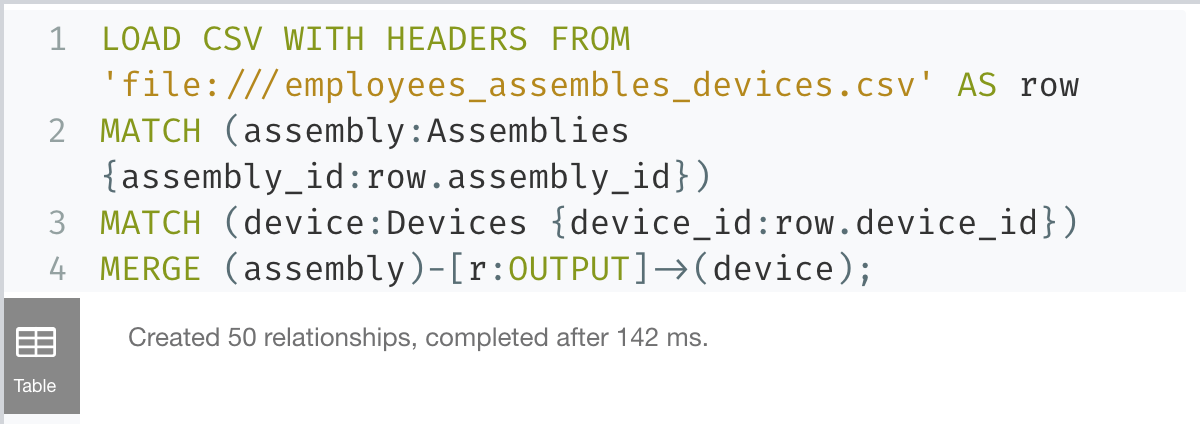 1 LOAD CSV WITH HEADERS FROM
'file:///employees_assembles_devices.csv' AS row
2 MATCH (assembly:Assemblies
{assembly_id:row.assembly_id})
3 MATCH (device:Devices {device_id:row.device_id})
4 MERGE (assembly)-[r:OUTPUT]->(device);
Created 50 relationships, completed after 142 ms.
Table